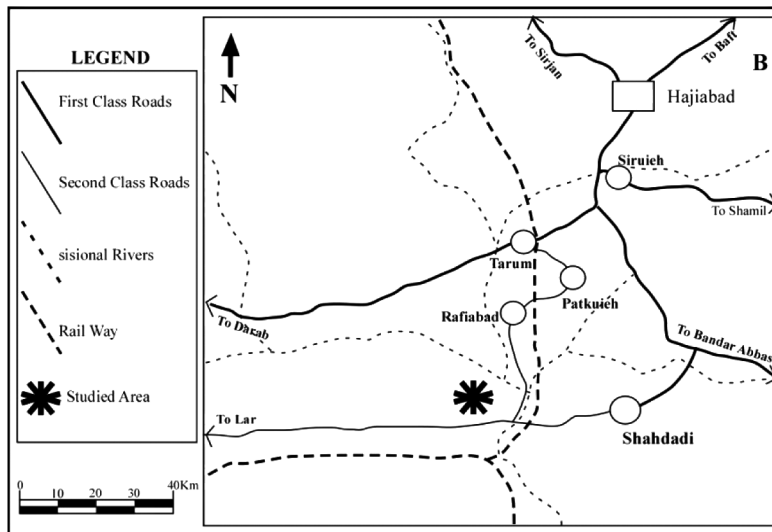 LEGEND
First Class Roads
Second Class Roads
sisional Rivers
Rail Way
Studied Area
0 10 20 30 40Km
N
B
To Sirjan
To Baft
Hajiabad
Siruieh
To Shamil
Tarum
Patkuieh
Rafiabad
To Darab
To Bandar Abbas
To Lar
Shahdadi